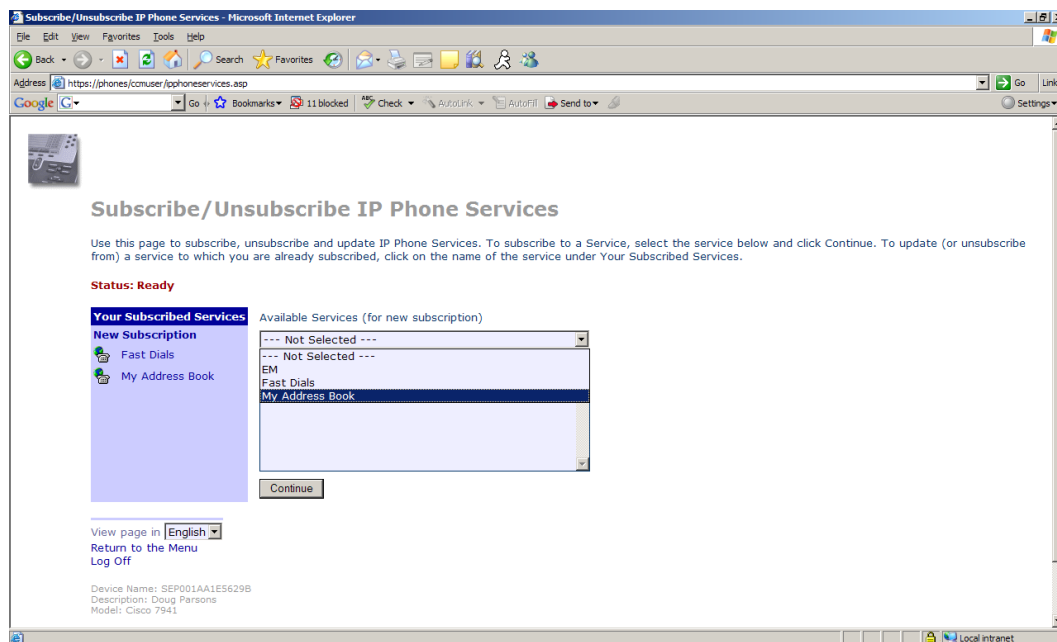 Subscribe/Unsubscribe IP Phone Services - Microsoft Internet Explorer
File Edit View Favorites Tools Help
Back Search Favorites
Address https://phones/ccmuser/ipphoneservices.asp Go Link
Google G Go Bookmarks 11 blocked ABC Check AutoLink AutoFill Send to Settings
Subscribe/Unsubscribe IP Phone Services
Use this page to subscribe, unsubscribe and update IP Phone Services. To subscribe to a Service, select the service below and click Continue. To update (or unsubscribe
from) a service to which you are already subscribed, click on the name of the service under Your Subscribed Services.
Status: Ready
Your Subscribed Services
New Subscription
Fast Dials
My Address Book
Available Services (for new subscription)
--- Not Selected ---
--- Not Selected ---
EM
Fast Dials
My Address Book
Continue
View page in English
Return to the Menu
Log Off
Device Name: SEP001AA1E5629B
Description: Doug Parsons
Model: Cisco 7941
Local intranet